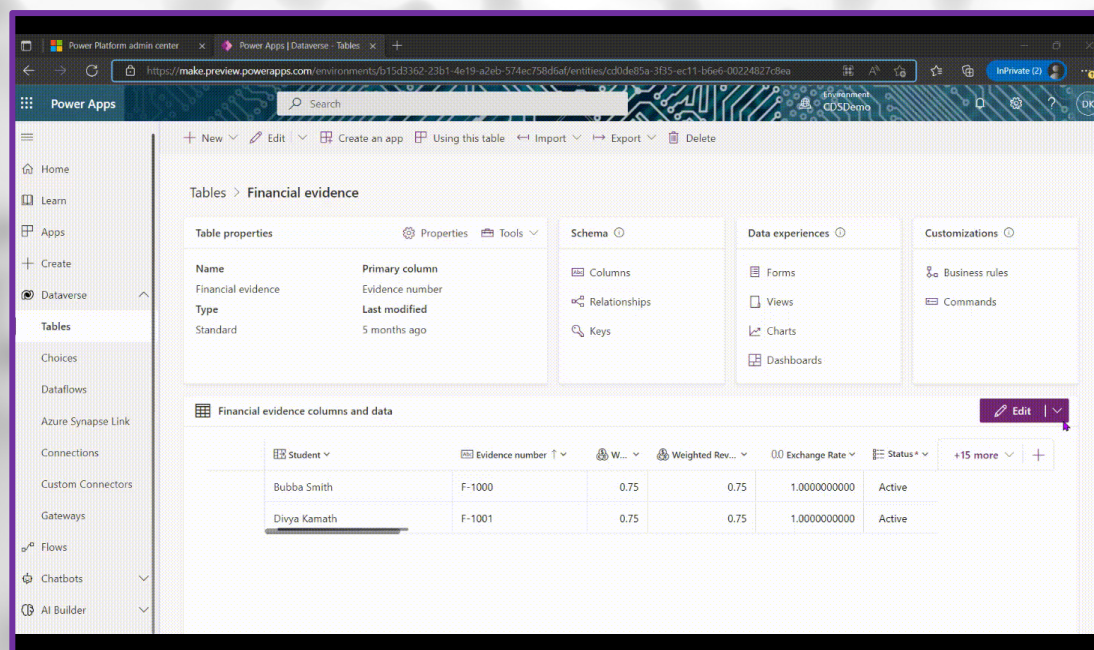 Power Platform admin center
Power Apps | Dataverse - Tables
https://make.preview.powerapps.com/environments/b15d3362-23b1-4e19-a2eb-574ec758d6af/entities/cd0de85a-3f35-ec11-b6e6-00224827c8ea
InPrivate (2)
Power Apps
Search
Environment
CDSDemo
DK
New
Edit
Create an app
Using this table
Import
Export
Delete
Home
Learn
Apps
Create
Dataverse
Tables
Choices
Dataflows
Azure Synapse Link
Connections
Custom Connectors
Gateways
Flows
Chatbots
AI Builder
Tables > Financial evidence
Table properties
Properties
Tools
Name
Primary column
Financial evidence
Evidence number
Type
Last modified
Standard
5 months ago
Schema
Columns
Relationships
Keys
Data experiences
Forms
Views
Charts
Dashboards
Customizations
Business rules
Commands
Financial evidence columns and data
Edit
Student
Evidence number ↑
W...
Weighted Rev...
0.0 Exchange Rate
Status *
+15 more
Bubba Smith F-1000 0.75 0.75 1.0000000000 Active
Divya Kamath F-1001 0.75 0.75 1.0000000000 Active